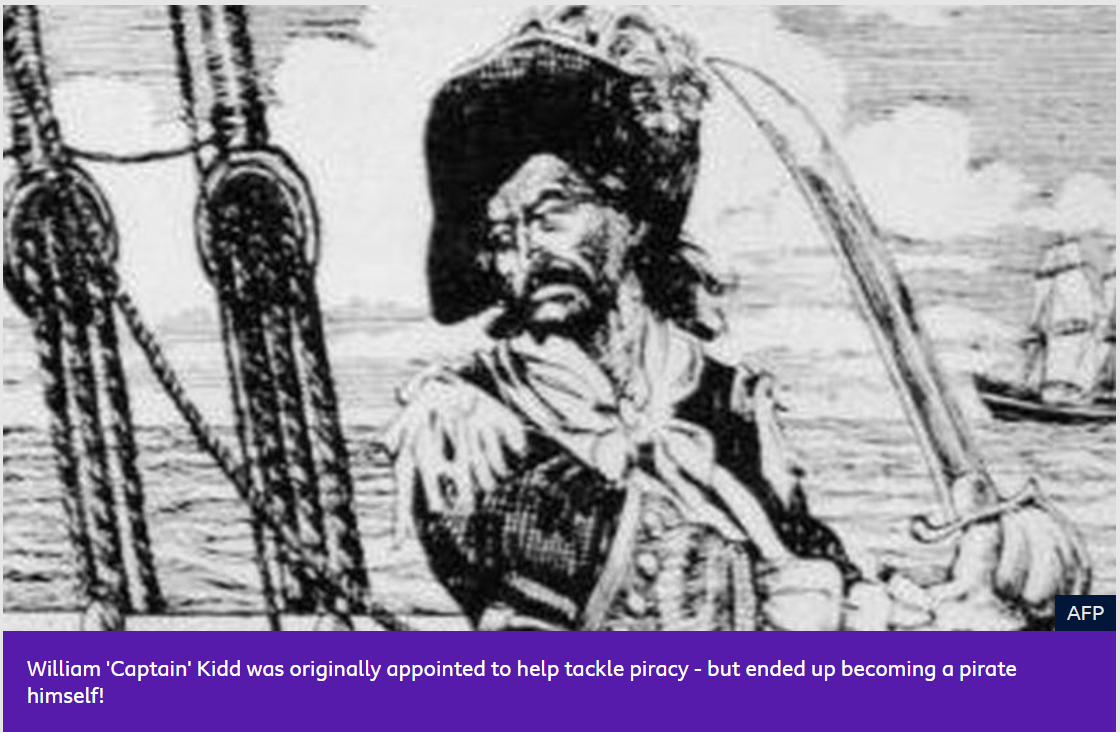 AFP
William 'Captain' Kidd was originally appointed to help tackle piracy - but ended up becoming a pirate
himself!